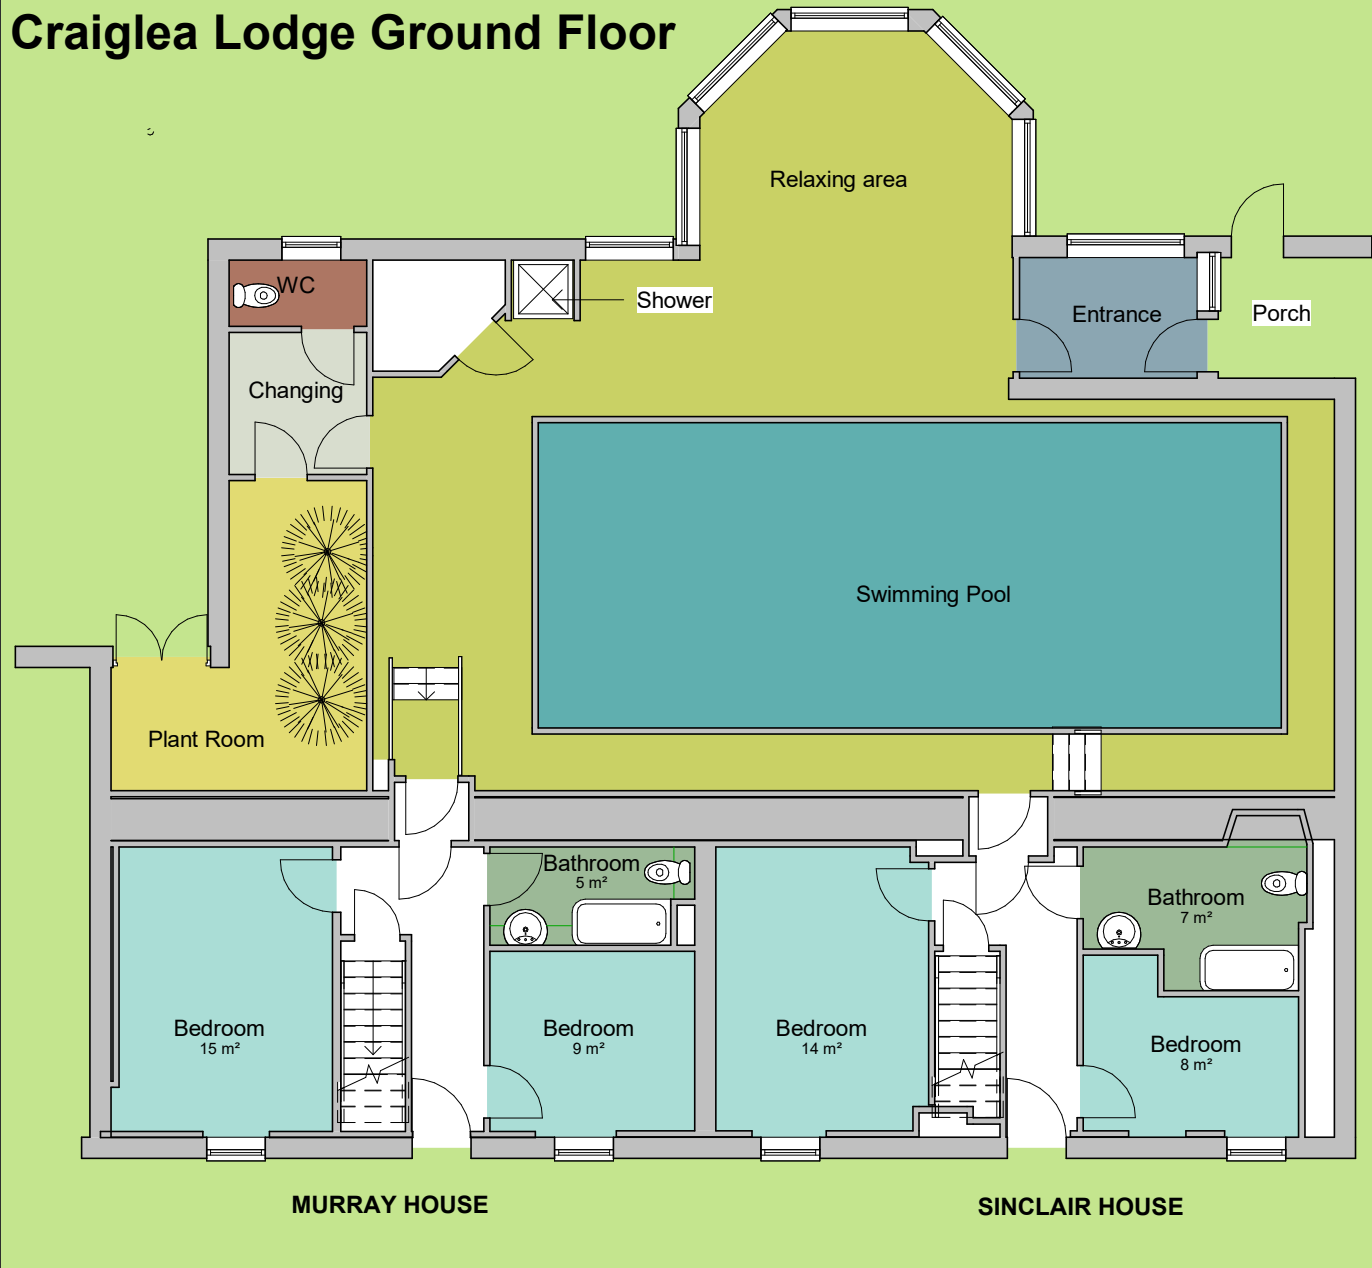 Craiglea Lodge Ground Floor
Relaxing area
WC
Shower
Entrance
Porch
Changing
Swimming Pool
Plant Room
Bathroom
5 m²
Bathroom
7 m²
Bedroom
15 m²
Bedroom
9 m²
Bedroom
14 m²
Bedroom
8 m²
MURRAY HOUSE
SINCLAIR HOUSE